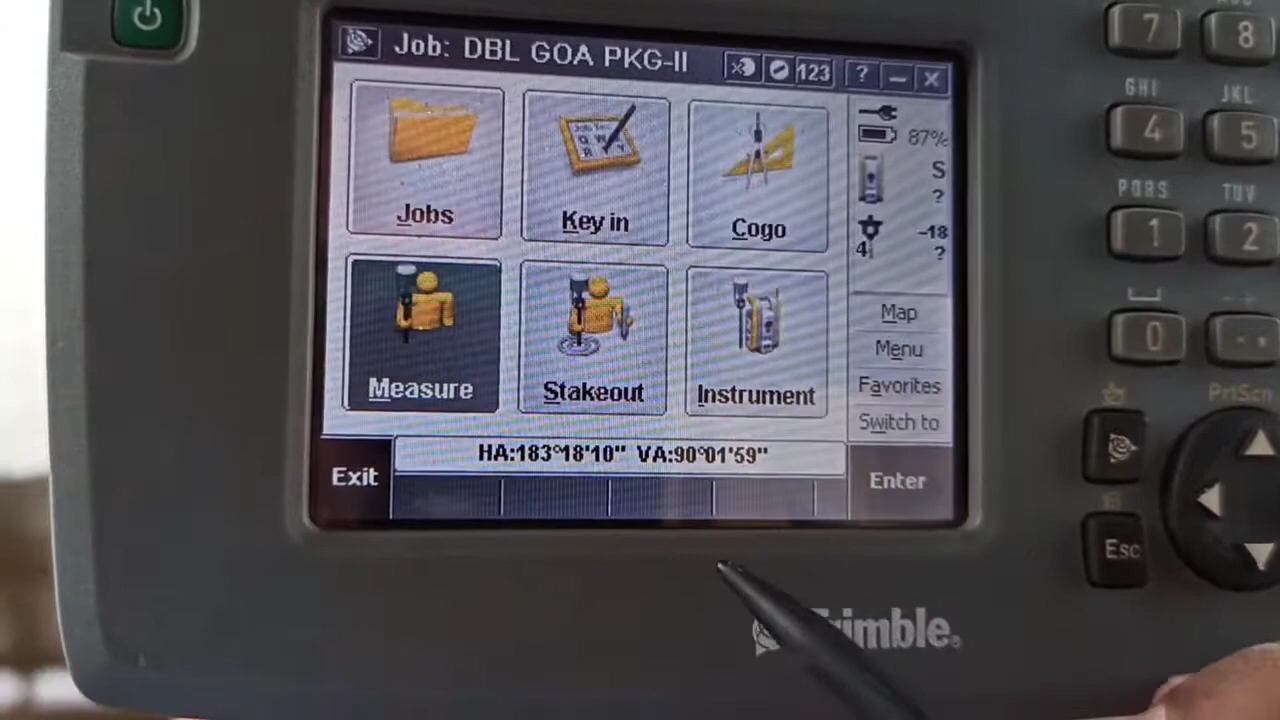 Job: DBL GOA PKG-II
123
?
Jobs
Key in
Cogo
Measure
Stakeout
Instrument
87%
S
?
-18
4
?
Map
Menu
Favorites
Switch to
HA:183°18'10" VA:90°01'59"
Exit
Enter
7
8
GHI
JKL
4
5
PQRS
TUV
1
2
0
PrtScn
Esc
Trimble